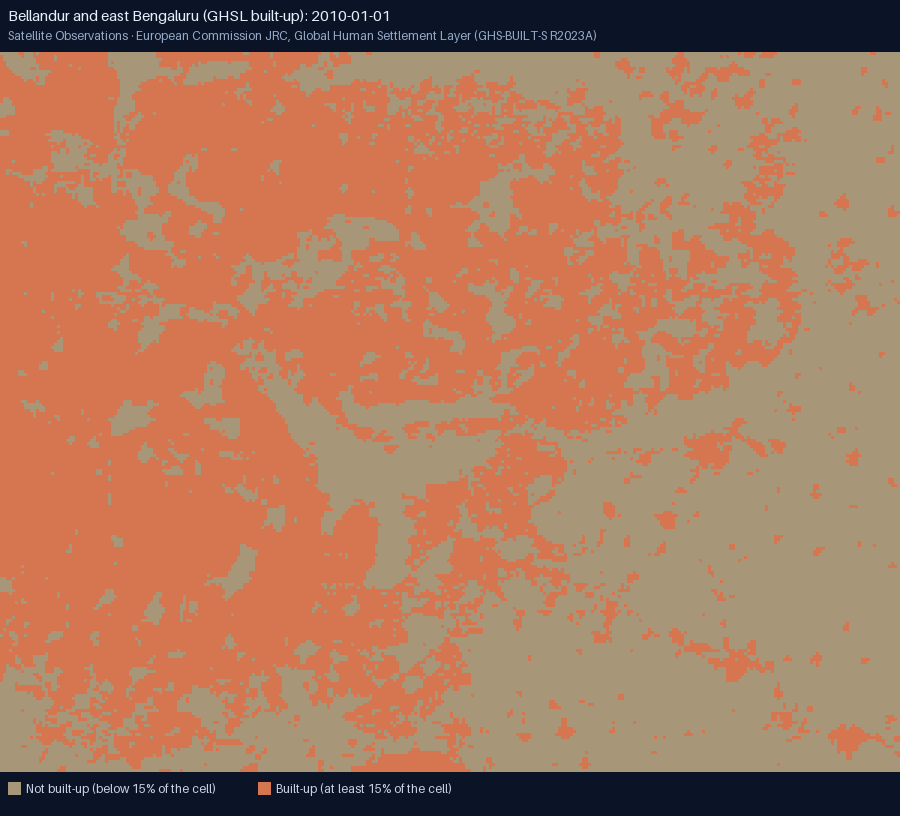 Bellandur and east Bengaluru (GHSL built-up): 2010-01-01
Satellite Observations · European Commission JRC, Global Human Settlement Layer (GHS-BUILT-S R2023A)
Not built-up (below 15% of the cell)
Built-up (at least 15% of the cell)